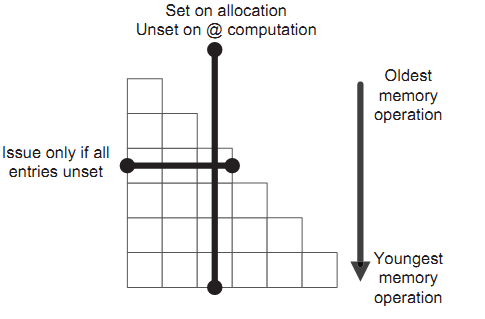 Set on allocation
Unset on @ computation
Oldest
memory
operation
Issue only if all
entries unset
Youngest
memory
operation